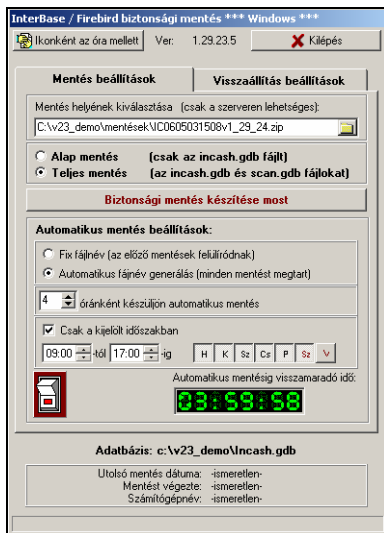 InterBase / Firebird biztonsági mentés *** Windows ***
Ikonként az óra mellett Ver: 1.29.23.5 Kilépés
Mentés beállítások Visszaállítás beállítások
Mentés helyének kiválasztása (csak a szerveren lehetséges):
C:\v23_demo\mentések\IC0605031508v1_29_24.zip
Alap mentés (csak az incash.gdb fájlt)
Teljes mentés (az incash.gdb és scan.gdb fájlokat)
Biztonsági mentés készítése most
Automatikus mentés beállítások:
Fix fájlnév (az előző mentések felülíródnak)
Automatikus fájnév generálás (minden mentést megtart)
4 óránként készüljön automatikus mentés
Csak a kijelölt időszakban
09:00 -tól 17:00 -ig H K Sz Cs P Sz V
Automatikus mentésig visszamaradó idő:
03:59:58
Adatbázis: c:\v23_demo\Incash.gdb
Utolsó mentés dátuma: -ismeretlen-
Mentést végezte: -ismeretlen-
Számítógépnév: -ismeretlen-